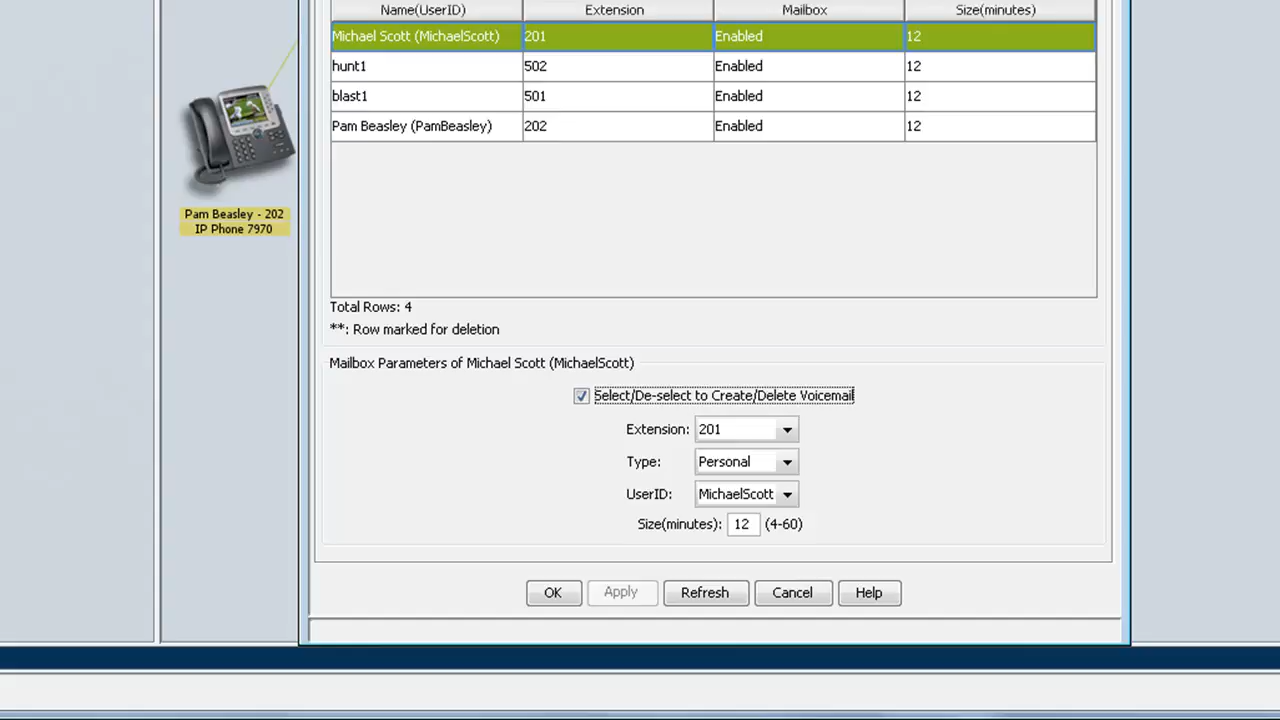 Name(UserID) Extension Mailbox Size(minutes)
Michael Scott (MichaelScott) 201 Enabled 12
hunt1 502 Enabled 12
blast1 501 Enabled 12
Pam Beasley (PamBeasley) 202 Enabled 12
Pam Beasley - 202
IP Phone 7970
Total Rows: 4
**: Row marked for deletion
Mailbox Parameters of Michael Scott (MichaelScott)
Select/De-select to Create/Delete Voicemail
Extension: 201
Type: Personal
UserID: MichaelScott
Size(minutes): 12 (4-60)
OK Apply Refresh Cancel Help